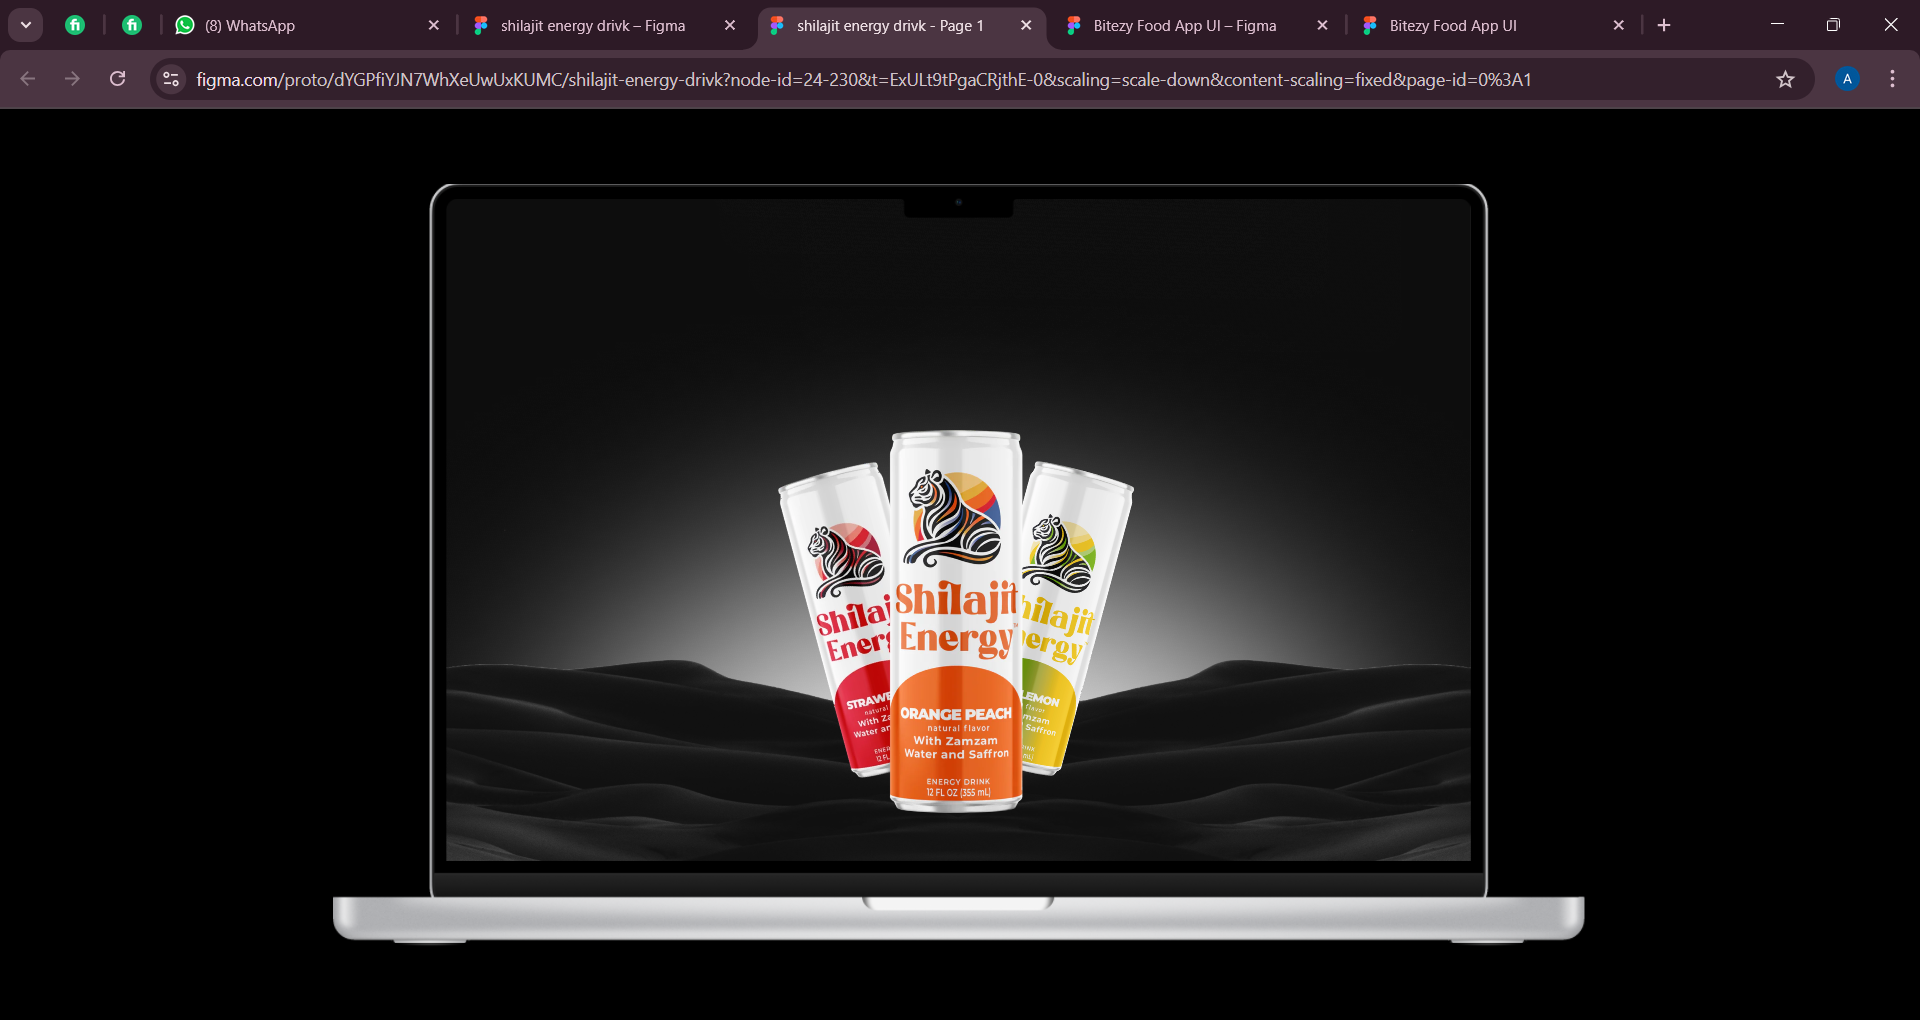 (8) WhatsApp
shilajit energy drivk – Figma
shilajit energy drivk - Page 1
Bitezy Food App UI – Figma
Bitezy Food App UI
figma.com/proto/dYGPfiYJN7WhXeUwUxKUMC/shilajit-energy-drivk?node-id=24-230&t=ExULt9tPgaCRjthE-0&scaling=scale-down&content-scaling=fixed&page-id=0%3A1
A
Shilaji
Energ
STRAWE
natural
With Za
Water an
ENER
12 FL
Shilajit
Energy™
ORANGE PEACH
natural flavor
With Zamzam
Water and Saffron
ENERGY DRINK
12 FL OZ (355 mL)
hilajit
ergy
LEMON
flavor
mzam
Saffron
INK
mL)